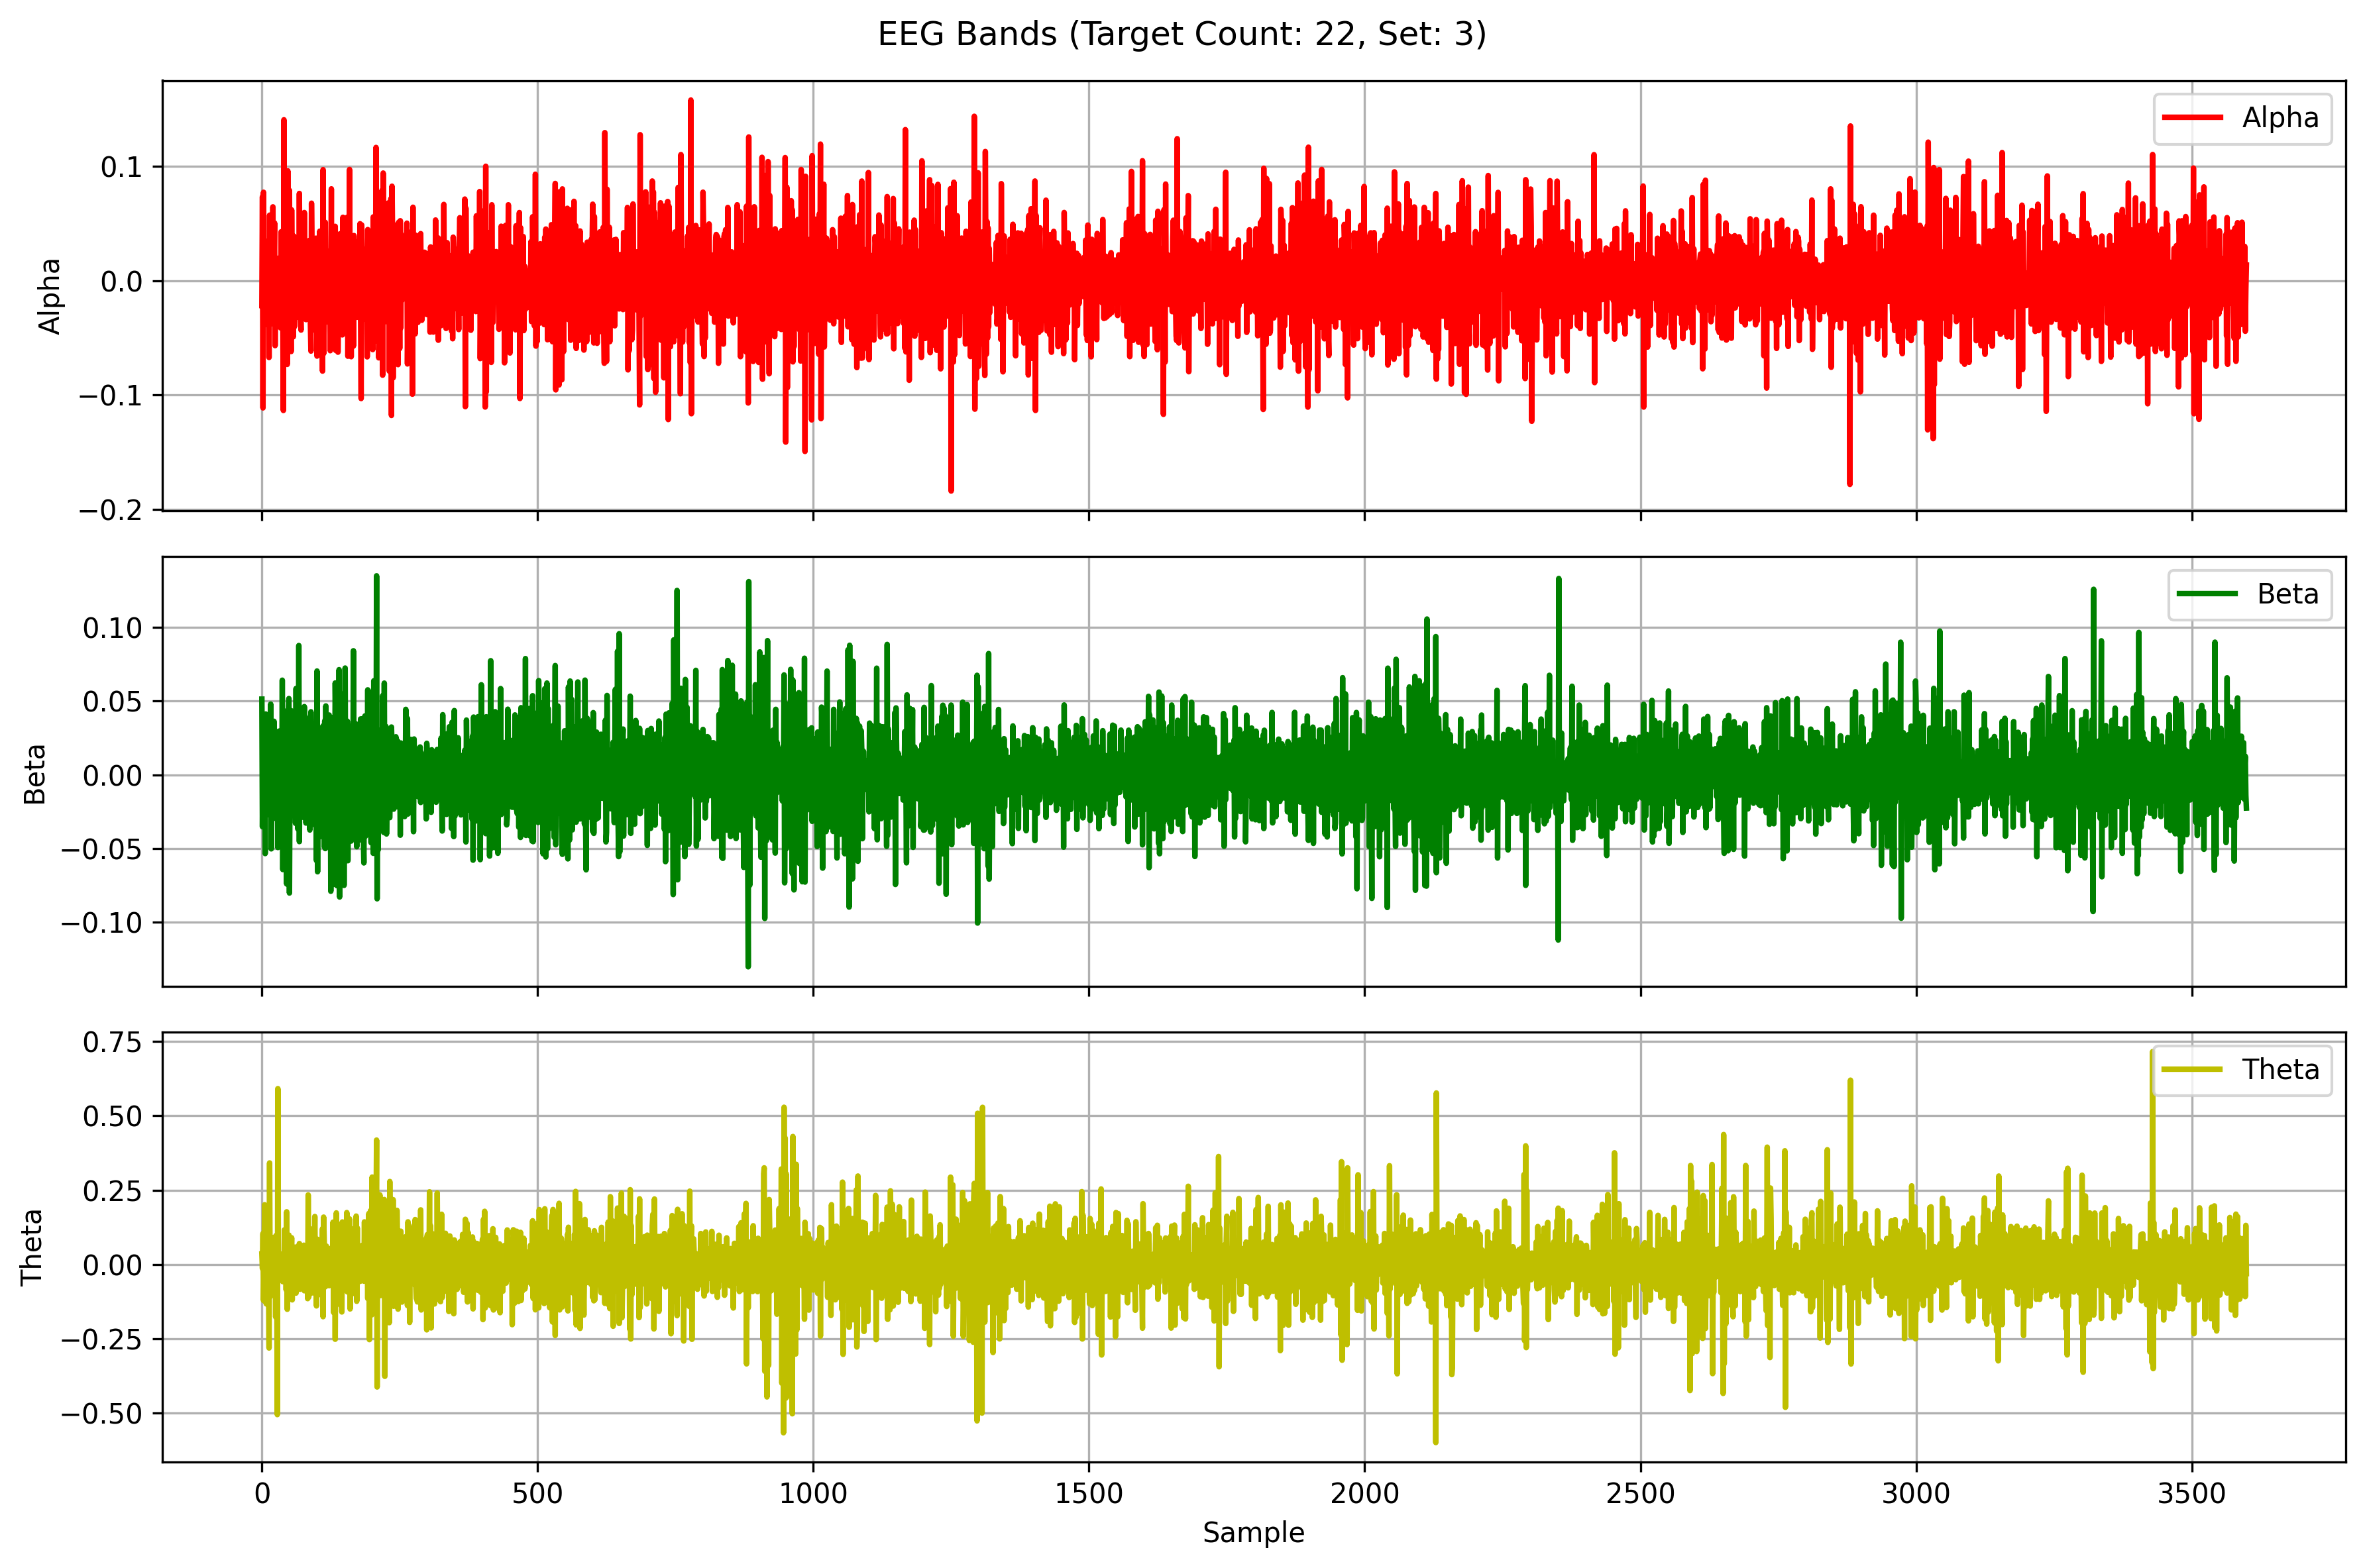 EEG Bands (Target Count: 22, Set: 3)
Alpha
0.1
0.0
−0.1
−0.2
Alpha
Beta
0.10
0.05
0.00
−0.05
−0.10
Beta
Theta
0.75
0.50
0.25
0.00
−0.25
−0.50
Theta
0 500 1000 1500 2000 2500 3000 3500
Sample